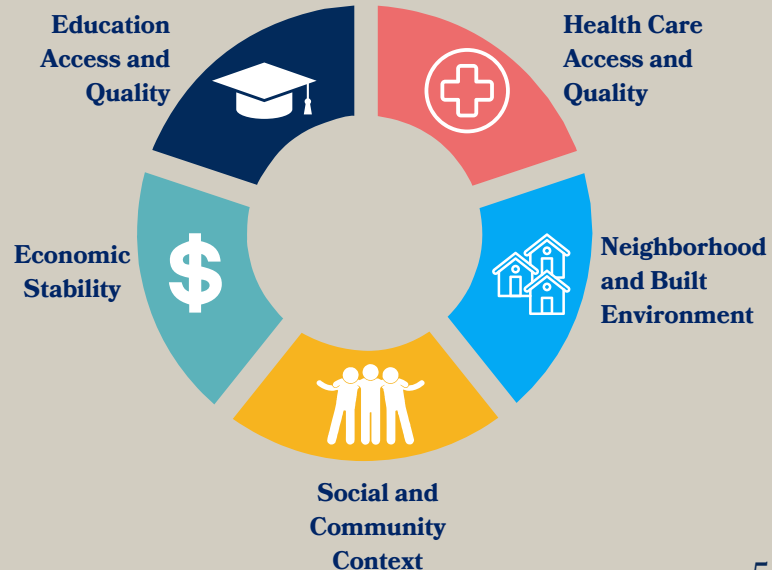 Education
Access and
Quality
Health Care
Access and
Quality
Economic
Stability
$
Neighborhood
and Built
Environment
Social and
Community
Context
5